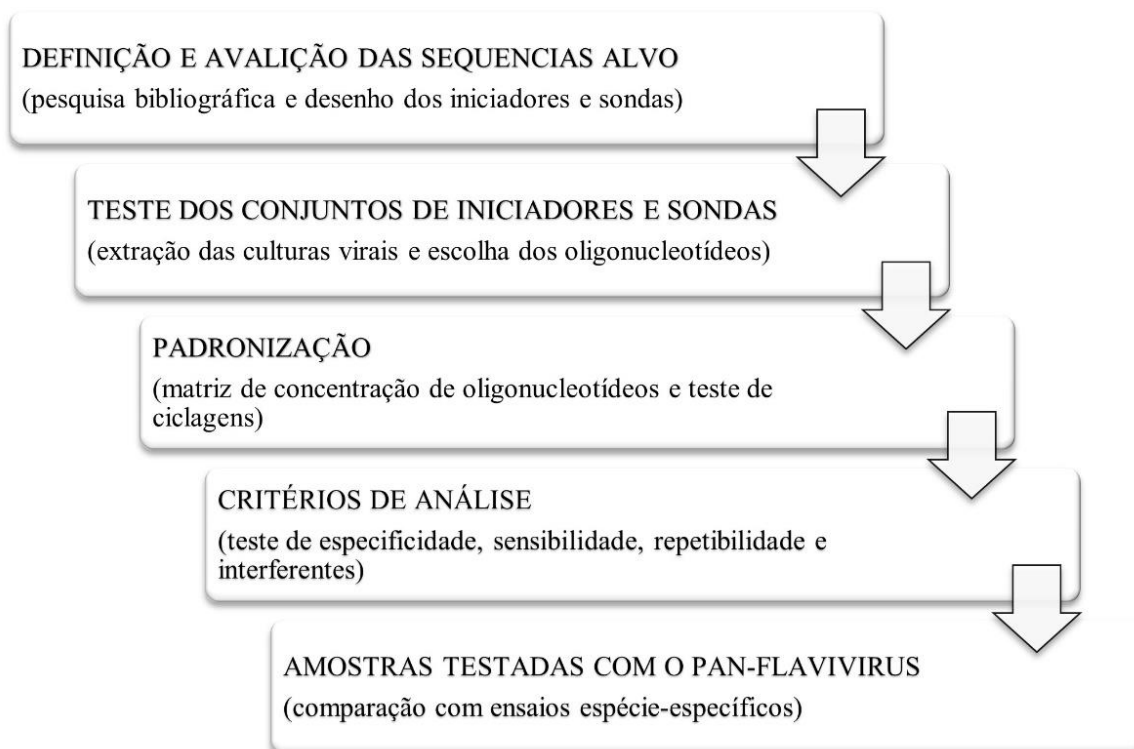 DEFINIÇÃO E AVALIÇÃO DAS SEQUENCIAS ALVO
(pesquisa bibliográfica e desenho dos iniciadores e sondas)
TESTE DOS CONJUNTOS DE INICIADORES E SONDAS
(extração das culturas virais e escolha dos oligonucleotídeos)
PADRONIZAÇÃO
(matriz de concentração de oligonucleotídeos e teste de
ciclagens)
CRITÉRIOS DE ANÁLISE
(teste de especificidade, sensibilidade, repetibilidade e
interferentes)
AMOSTRAS TESTADAS COM O PAN-FLAVIVIRUS
(comparação com ensaios espécie-específicos)